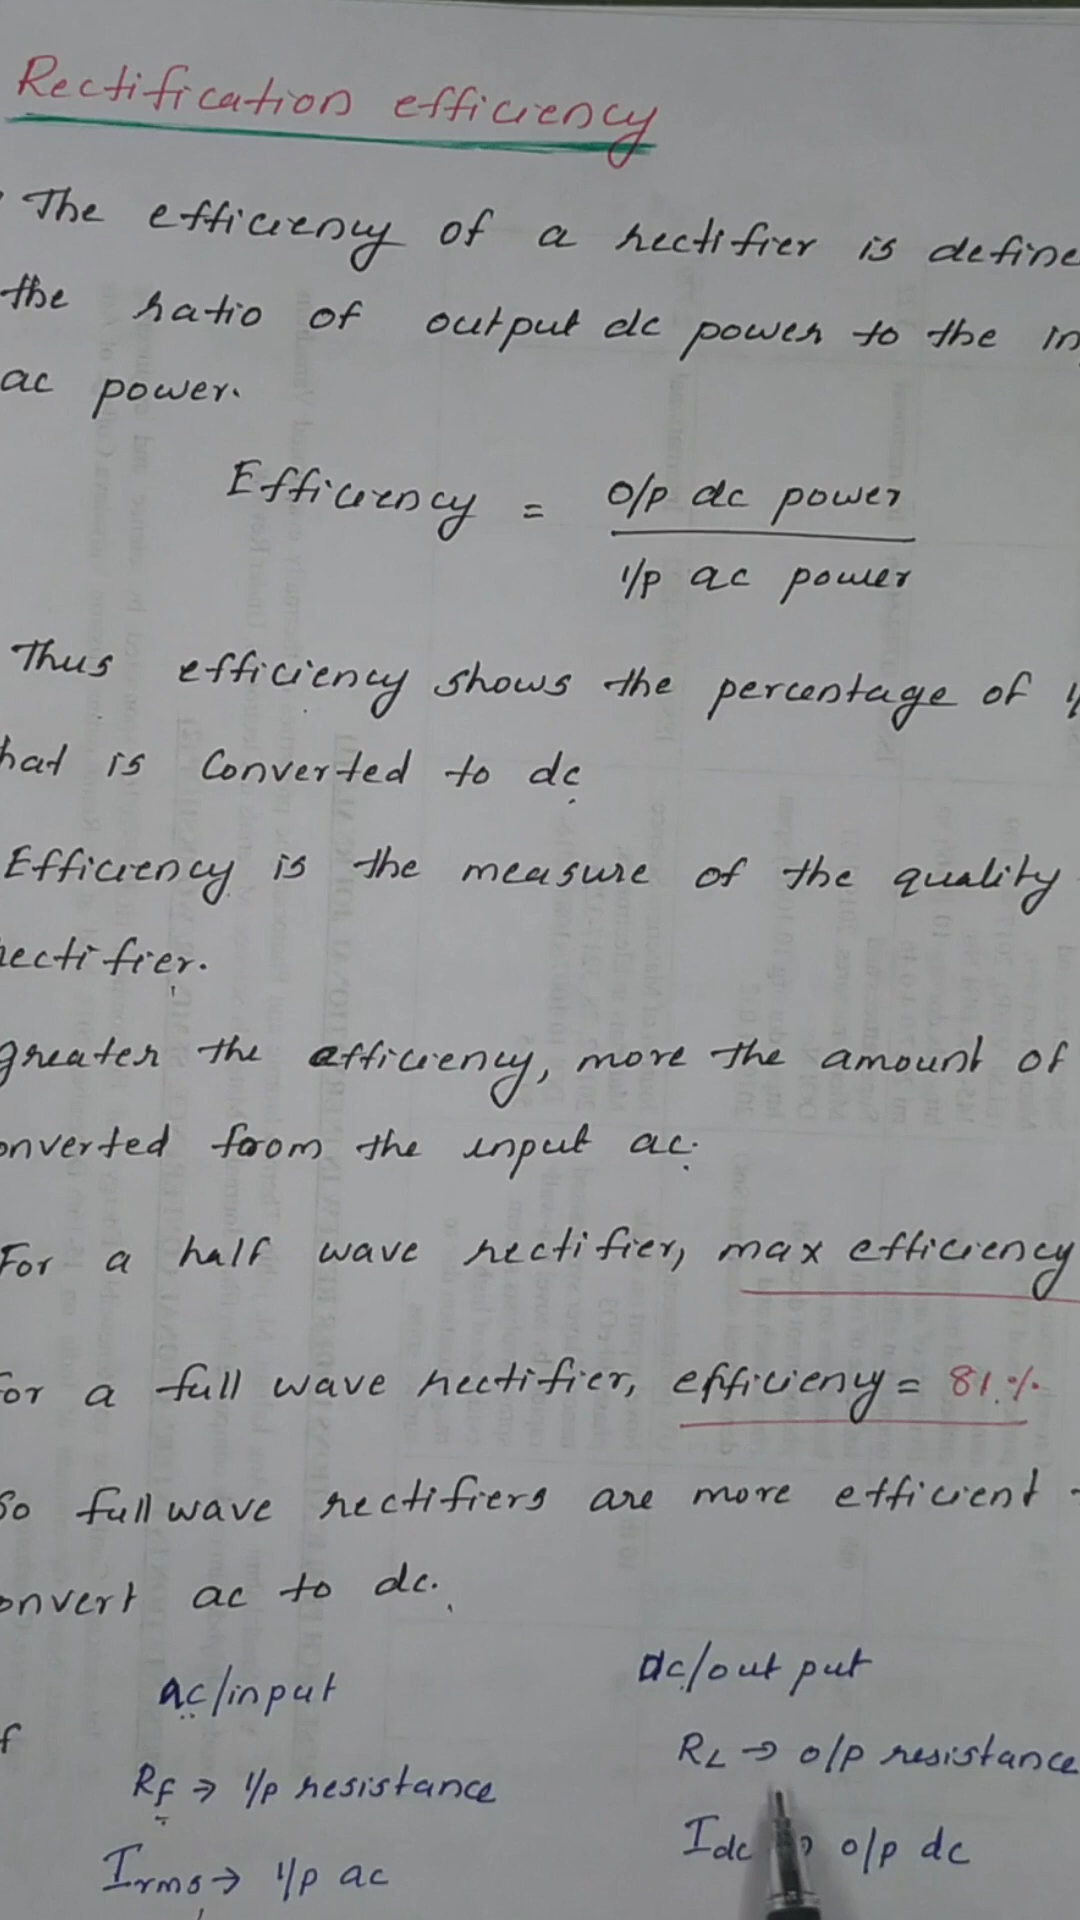 Rectification efficiency
The efficiency of a rectifier is define
the ratio of output dc power to the in
ac power.
Efficiency = o/p dc power
i/p ac power
Thus efficiency shows the percentage of i/
hat is converted to dc
Efficiency is the measure of the quality
rectifier.
greater the efficiency, more the amount of
onverted from the input ac.
For a half wave rectifier, max efficiency
For a full wave rectifier, efficiency = 81.%
So full wave rectifiers are more efficient
onvert ac to dc.
ac/input
dc/output
f
Rf → i/p resistance
RL → o/p resistance
Irms → i/p ac
Idc → o/p dc